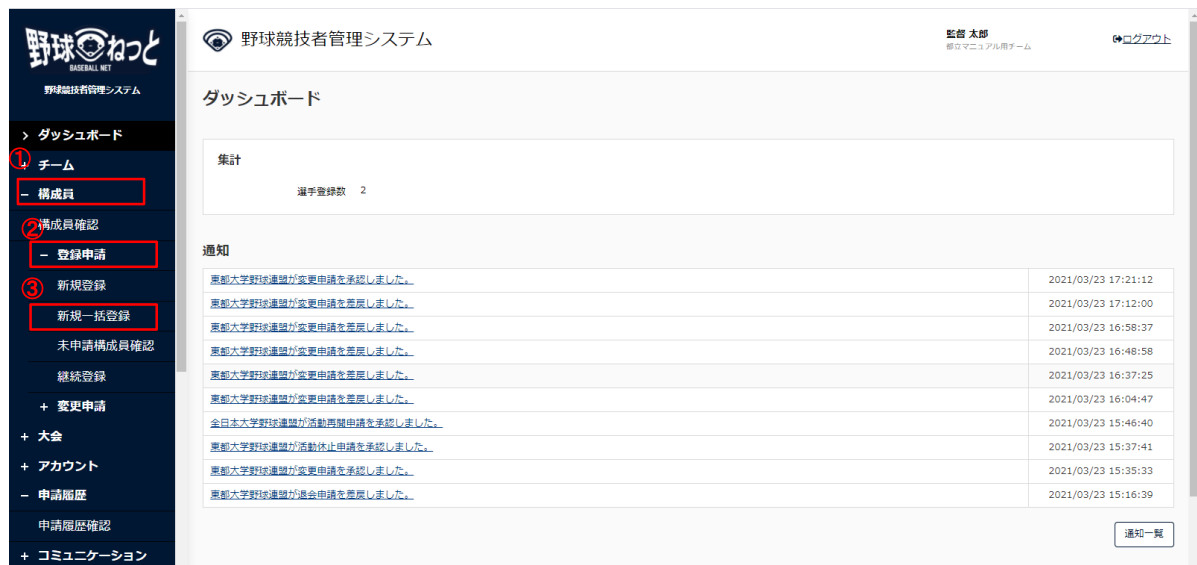 野球ねっと
BASEBALL NET
野球競技者管理システム
> ダッシュボード
①
+ チーム
− 構成員
②
構成員確認
− 登録申請
③
新規登録
新規一括登録
未申請構成員確認
継続登録
+ 変更申請
+ 大会
+ アカウント
− 申請履歴
申請履歴確認
+ コミュニケーション
野球競技者管理システム
監督 太郎
都立マニュアル用チーム
ログアウト
ダッシュボード
集計
選手登録数 2
通知
東都大学野球連盟が変更申請を承認しました。 2021/03/23 17:21:12
東都大学野球連盟が変更申請を差戻しました。 2021/03/23 17:12:00
東都大学野球連盟が変更申請を差戻しました。 2021/03/23 16:58:37
東都大学野球連盟が変更申請を差戻しました。 2021/03/23 16:48:58
東都大学野球連盟が変更申請を差戻しました。 2021/03/23 16:37:25
東都大学野球連盟が変更申請を差戻しました。 2021/03/23 16:04:47
全日本大学野球連盟が活動再開申請を承認しました。 2021/03/23 15:46:40
東都大学野球連盟が活動休止申請を承認しました。 2021/03/23 15:37:41
東都大学野球連盟が変更申請を承認しました。 2021/03/23 15:35:33
東都大学野球連盟が退会申請を差戻しました。 2021/03/23 15:16:39
通知一覧